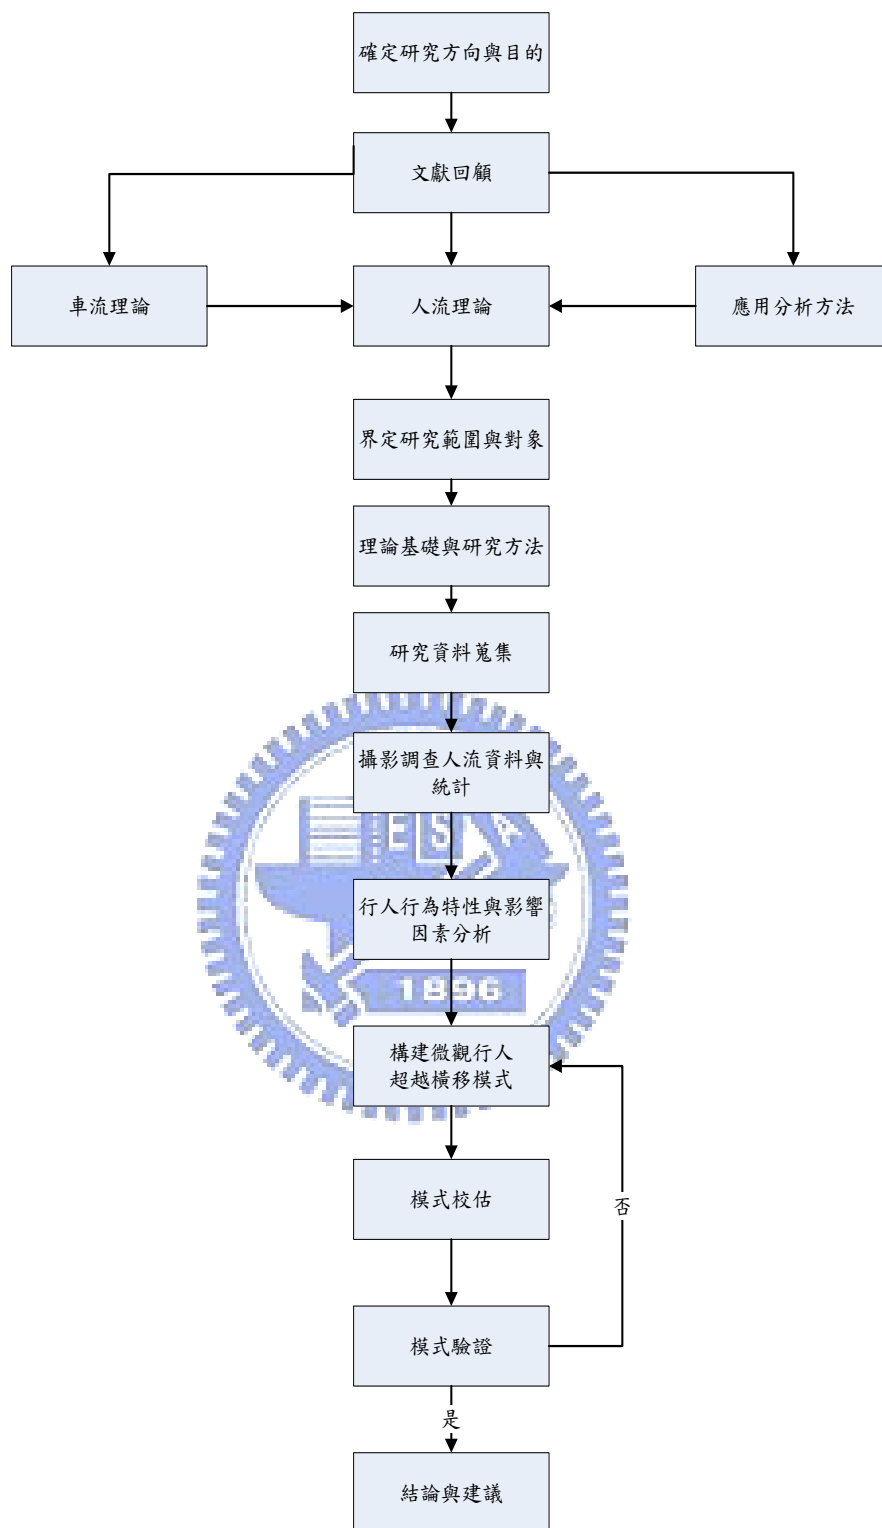 確定研究方向與目的
文獻回顧
車流理論
人流理論
應用分析方法
界定研究範圍與對象
理論基礎與研究方法
研究資料蒐集
攝影調查人流資料與
統計
E S A
行人行為特性與影響
因素分析
1896
構建微觀行人
超越橫移模式
模式校估
否
模式驗證
是
結論與建議